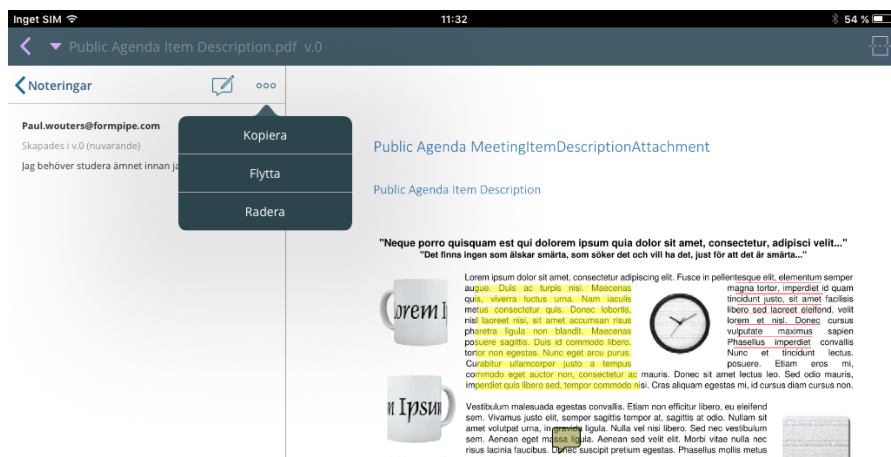 Inget SIM 11:32 54 %
Public Agenda Item Description.pdf v.0
Noteringar
Paul.wouters@formpipe.com
Skapades i v.0 (nuvarande)
Jag behöver studera ämnet innan ja
Kopiera
Flytta
Radera
Public Agenda MeetingItemDescriptionAttachment
Public Agenda Item Description
"Neque porro quisquam est qui dolorem ipsum quia dolor sit amet, consectetur, adipisci velit..."
"Det finns ingen som älskar smärta, som söker det och vill ha det, just för att det är smärta..."
Lorem ipsum dolor sit amet, consectetur adipiscing elit. Fusce in pellentesque elit, elementum semper
augue. Duis ac turpis nisi. Maecenas magna tortor, imperdiet id quam
quis, viverra luctus urna. Nam iaculis tincidunt justo, sit amet facilisis
metus consectetur quis. Donec lobortis, libero sed laoreet eleifend, velit
nisl laoreet nisi, sit amet accumsan risus lorem et nisl. Donec cursus
pharetra ligula non blandit. Maecenas vulputate maximus sapien
posuere sagittis. Duis id commodo libero. Phasellus imperdiet convallis
tortor non egestas. Nunc eget arcu purus. Nunc et tincidunt lectus.
Curabitur ullamcorper justo a tempus posuere. Etiam eros mi,
commodo eget auctor non, consectetur ac mauris. Donec sit amet lectus leo. Sed odio mauris,
imperdiet quis libero sed, tempor commodo nisi. Cras aliquam egestas mi, id cursus diam cursus non.
orem I
m Ipsum
Vestibulum malesuada egestas convallis. Etiam non efficitur libero, eu eleifend
sem. Vivamus justo elit, semper sagittis tempor at, sagittis at odio. Nullam sit
amet volutpat urna, in gravida ligula. Nulla vel nisi libero. Sed nec vestibulum
sem. Aenean eget massa ligula. Aenean sed velit elit. Morbi vitae nulla nec
risus lacinia faucibus. Donec suscipit pretium egestas. Phasellus mollis metus